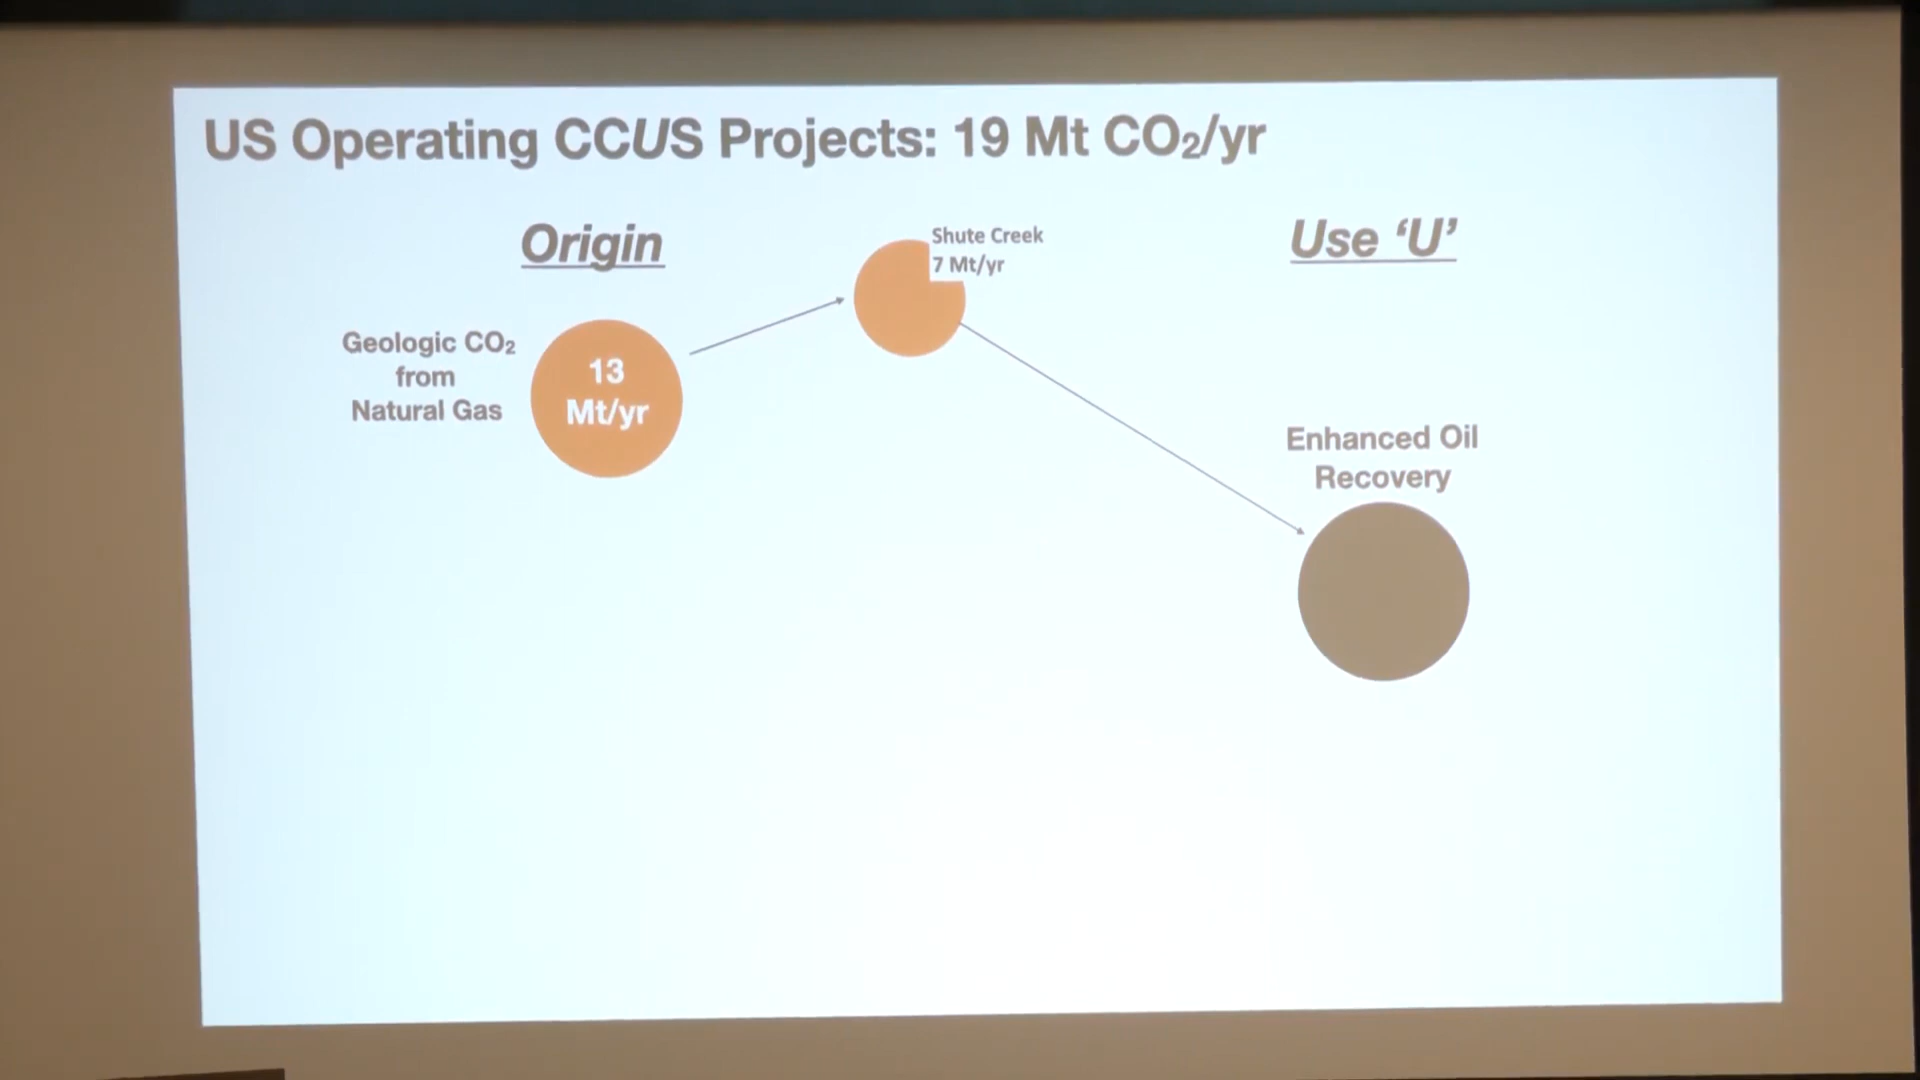 US Operating CCUS Projects: 19 Mt CO₂/yr
Origin
Use ‘U’
Shute Creek
7 Mt/yr
Geologic CO₂
from
Natural Gas
13
Mt/yr
Enhanced Oil
Recovery